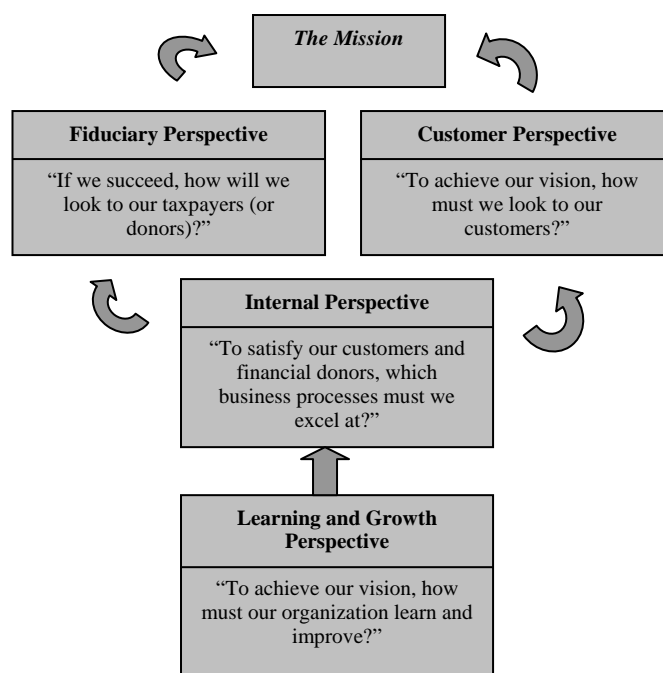 The Mission
Fiduciary Perspective
“If we succeed, how will we
look to our taxpayers (or
donors)?”
Customer Perspective
“To achieve our vision, how
must we look to our
customers?”
Internal Perspective
“To satisfy our customers and
financial donors, which
business processes must we
excel at?”
Learning and Growth
Perspective
“To achieve our vision, how
must our organization learn and
improve?”